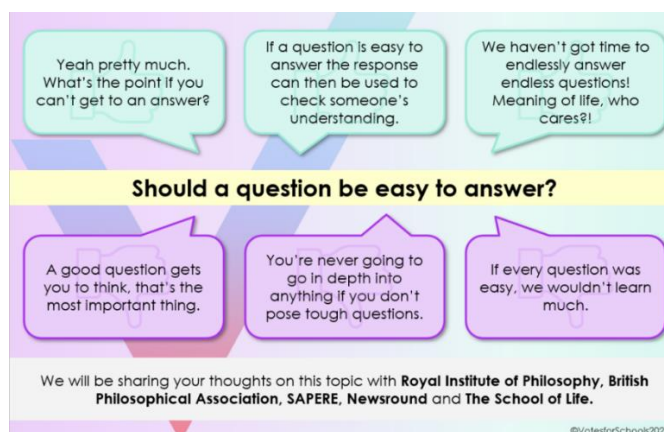 Yeah pretty much.
What's the point if you
can't get to an answer?
If a question is easy to
answer the response
can then be used to
check someone's
understanding.
We haven't got time to
endlessly answer
endless questions!
Meaning of life, who
cares?!
Should a question be easy to answer?
A good question gets
you to think, that's the
most important thing.
You're never going to
go in depth into
anything if you don't
pose tough questions.
If every question was
easy, we wouldn't learn
much.
We will be sharing your thoughts on this topic with Royal Institute of Philosophy, British
Philosophical Association, SAPERE, Newsround and The School of Life.